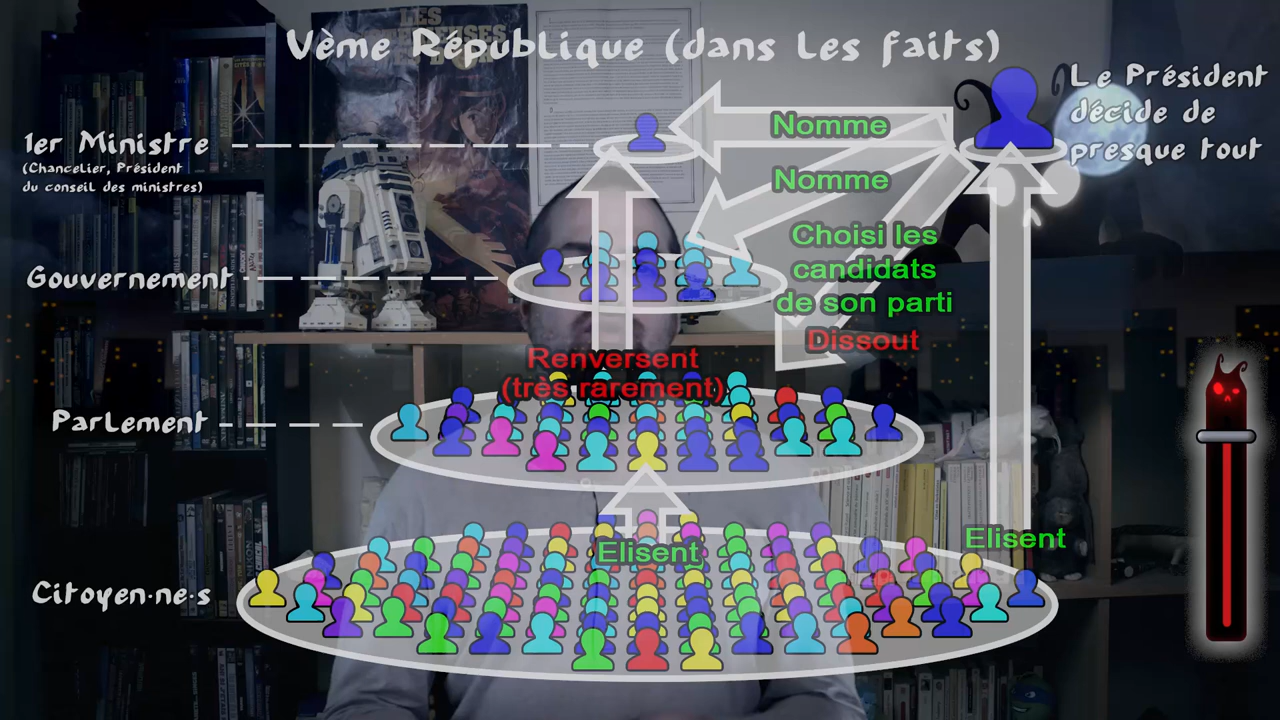 LES
Vème République (dans les faits)
Le Président
décide de
presque tout
1er Ministre
(Chancelier, Président
du conseil des ministres)
Nomme
Nomme
Choisi les
candidats
de son parti
Dissout
Gouvernement
Renversent
(très rarement)
Parlement
Elisent
Elisent
Citoyen·ne·s